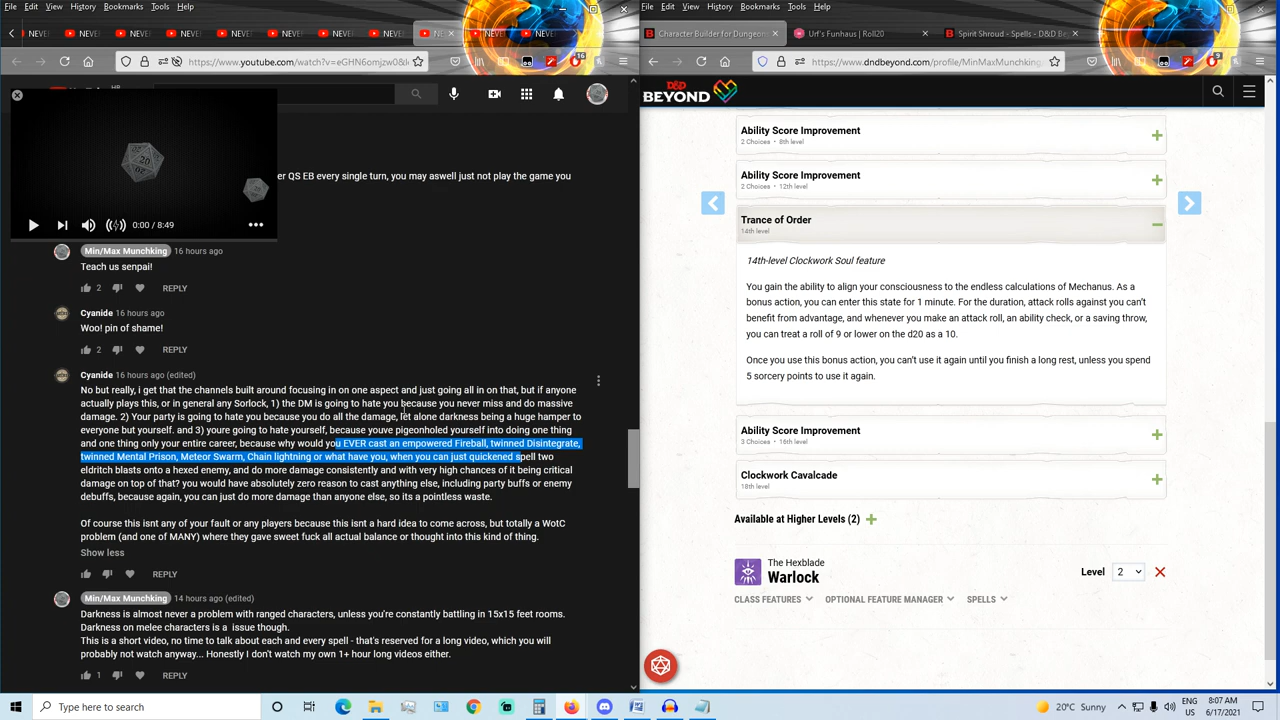 File Edit View History Bookmarks Tools Help
NEVE NEVER NEVER NEVER NEVER NEVER NEVER NEVER NE NEVE NEVER
https://www.youtube.com/watch?v=eGHN6omjzw0&l
16
HR
0:00 / 8:49
er QS EB every single turn, you may aswell just not play the game you
Min/Max Munchking 16 hours ago
Teach us senpai!
2 REPLY
Cyanide 16 hours ago
Woo! pin of shame!
2 REPLY
Cyanide 16 hours ago (edited)
No but really, i get that the channels built around focusing in on one aspect and just going all in on that, but if anyone
actually plays this, or in general any Sorlock, 1) the DM is going to hate you because you never miss and do massive
damage. 2) Your party is going to hate you because you do all the damage, let alone darkness being a huge hamper to
everyone but yourself. and 3) youre going to hate yourself, because youve pigeonholed yourself into doing one thing
and one thing only your entire career, because why would you EVER cast an empowered Fireball, twinned Disintegrate,
twinned Mental Prison, Meteor Swarm, Chain lightning or what have you, when you can just quickened spell two
eldritch blasts onto a hexed enemy, and do more damage consistently and with very high chances of it being critical
damage on top of that? you would have absolutely zero reason to cast anything else, including party buffs or enemy
debuffs, because again, you can just do more damage than anyone else, so its a pointless waste.
Of course this isnt any of your fault or any players because this isnt a hard idea to come across, but totally a WotC
problem (and one of MANY) where they gave sweet fuck all actual balance or thought into this kind of thing.
Show less
REPLY
Min/Max Munchking 14 hours ago (edited)
Darkness is almost never a problem with ranged characters, unless you're constantly battling in 15x15 feet rooms.
Darkness on melee characters is a issue though.
This is a short video, no time to talk about each and every spell - that's reserved for a long video, which you will
probably not watch anyway... Honestly I don't watch my own 1+ hour long videos either.
1 REPLY
File Edit View History Bookmarks Tools Help
Character Builder for Dungeons Urf's Funhaus | Roll20 Spirit Shroud - Spells - D&D Be
https://www.dndbeyond.com/profile/MinMaxMunchking
9
D&D
BEYOND
Ability Score Improvement
2 Choices • 8th level
Ability Score Improvement
2 Choices • 12th level
Trance of Order
14th level
14th-level Clockwork Soul feature
You gain the ability to align your consciousness to the endless calculations of Mechanus. As a
bonus action, you can enter this state for 1 minute. For the duration, attack rolls against you can't
benefit from advantage, and whenever you make an attack roll, an ability check, or a saving throw,
you can treat a roll of 9 or lower on the d20 as a 10.
Once you use this bonus action, you can't use it again until you finish a long rest, unless you spend
5 sorcery points to use it again.
Ability Score Improvement
3 Choices • 16th level
Clockwork Cavalcade
18th level
Available at Higher Levels (2)
The Hexblade
Warlock
Level 2
CLASS FEATURES OPTIONAL FEATURE MANAGER SPELLS
Type here to search
20°C Sunny
ENG
US
8:07 AM
6/17/2021